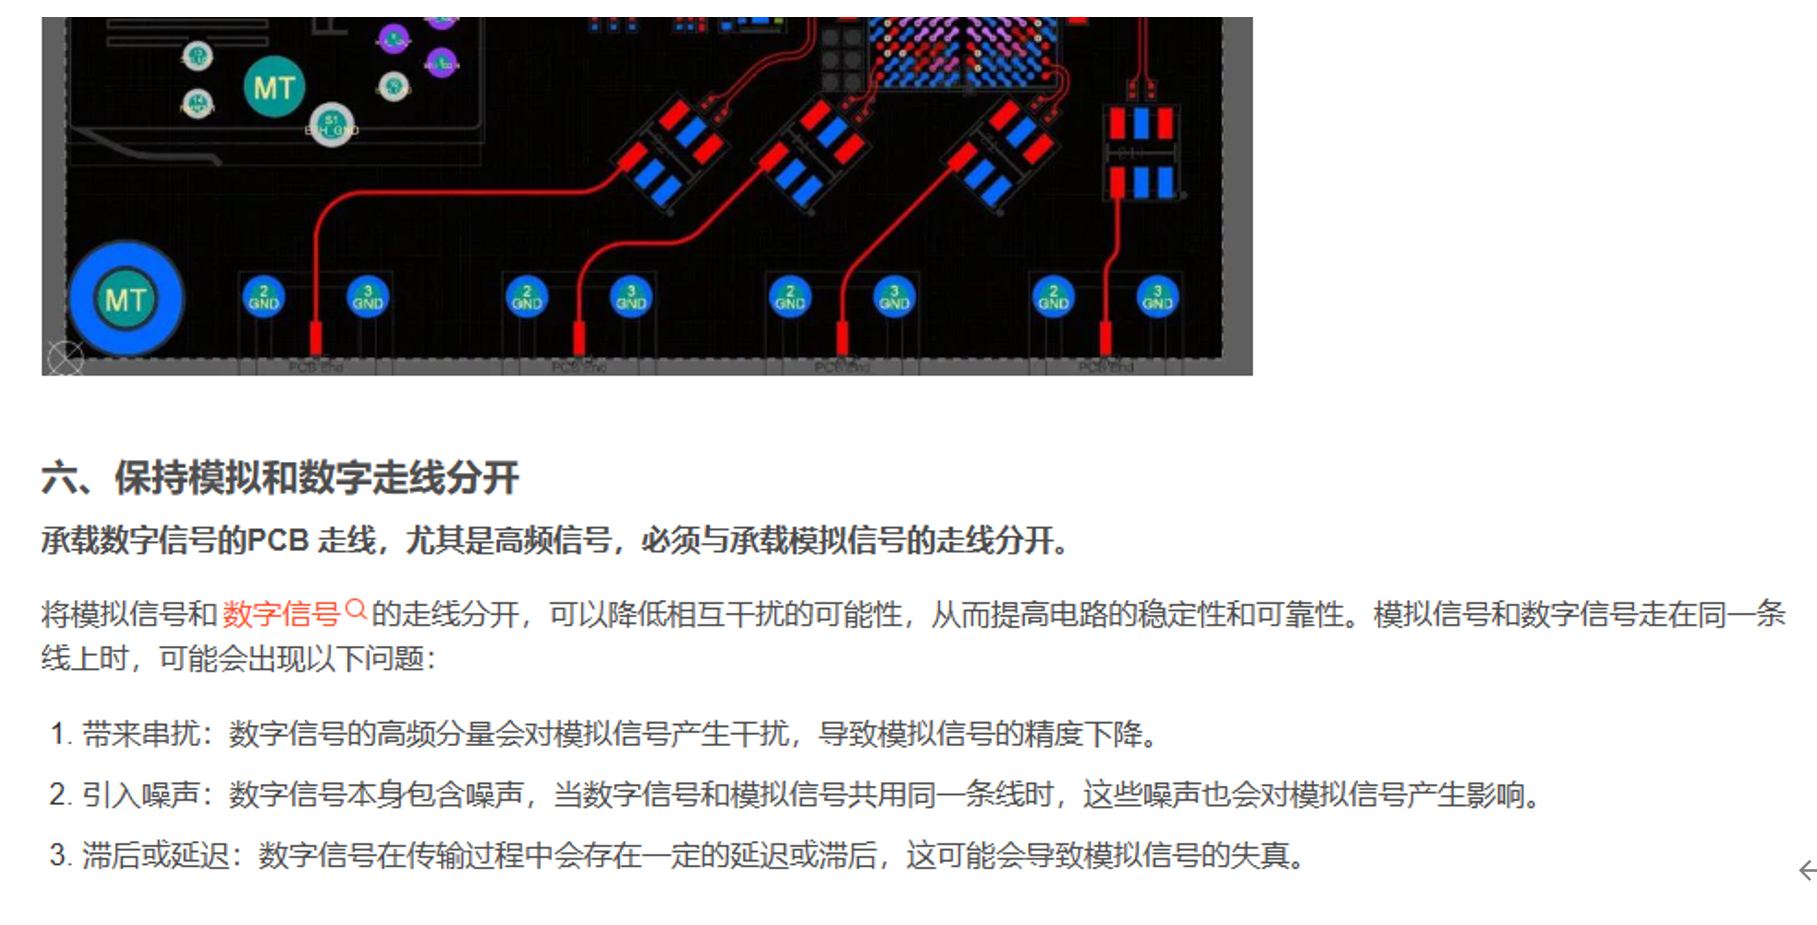 MT
S1
MT
2
GND
3
GND
2
GND
3
GND
2
GND
3
GND
2
GND
3
GND
PCB End
PCB End
PCB End
PCB End
六、保持模拟和数字走线分开
承载数字信号的PCB 走线，尤其是高频信号，必须与承载模拟信号的走线分开。
将模拟信号和数字信号的走线分开，可以降低相互干扰的可能性，从而提高电路的稳定性和可靠性。模拟信号和数字信号走在同一条
线上时，可能会出现以下问题：
1. 带来串扰：数字信号的高频分量会对模拟信号产生干扰，导致模拟信号的精度下降。
2. 引入噪声：数字信号本身包含噪声，当数字信号和模拟信号共用同一条线时，这些噪声也会对模拟信号产生影响。
3. 滞后或延迟：数字信号在传输过程中会存在一定的延迟或滞后，这可能会导致模拟信号的失真。